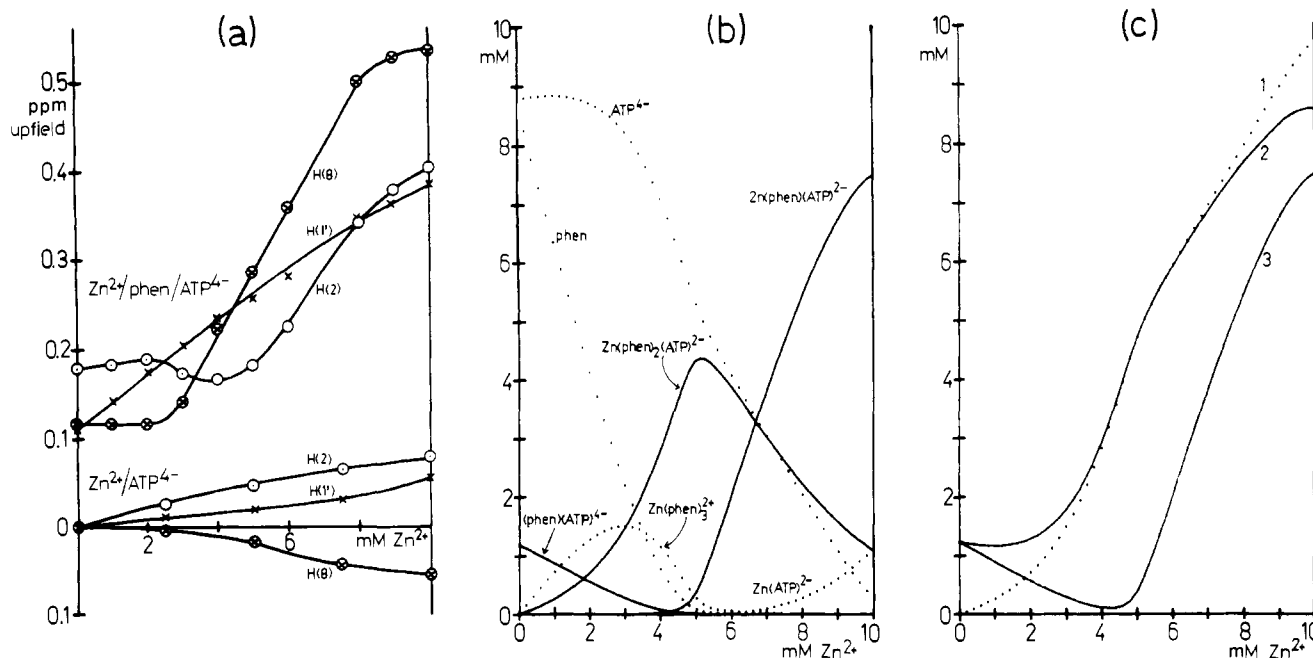 (a)
0.5
ppm
upfield
0.4
0.3
0.2
0.1
0
0.1
H(8)
H(1')
H(2)
Zn²⁺/phen/ATP⁴⁻
Zn²⁺/ATP⁴⁻
H(2)
H(1')
H(8)
2
6
mM Zn²⁺
(b)
10
mM
8
6
4
2
0
ATP⁴⁻
phen
Zn(phen)(ATP)²⁻
Zn(phen)₂(ATP)²⁻
(phen)(ATP)⁴⁻
Zn(phen)₃²⁺
Zn(ATP)²⁻
0 2 4 6 8 10
mM Zn²⁺
(c)
10
mM
8
6
4
2
0
1
2
3
0 2 4 6 8 10
mM Zn²⁺